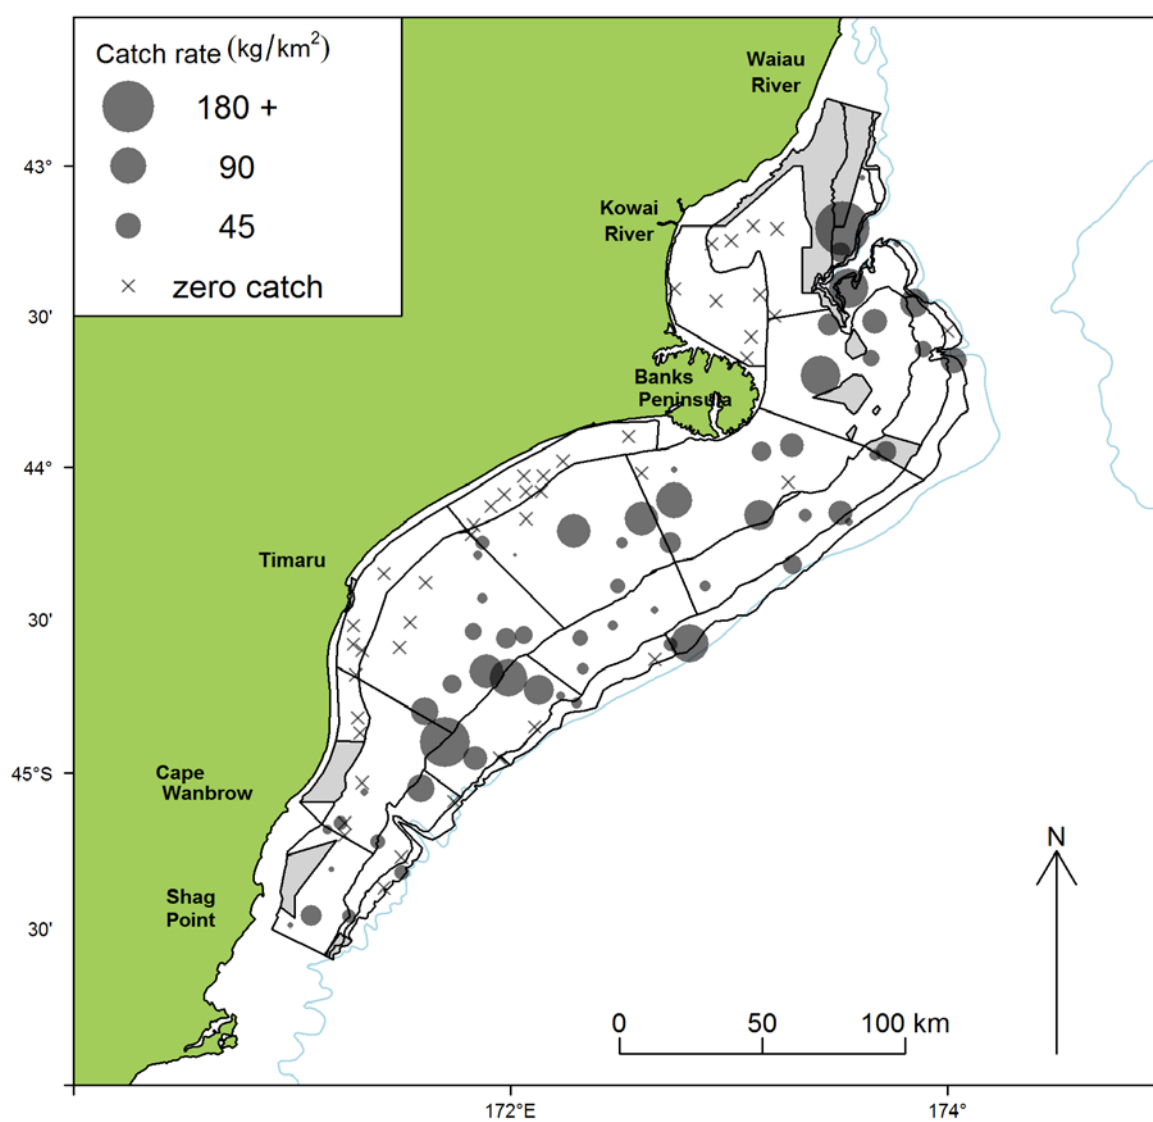 Catch rate (kg/km²)
180 +
90
45
× zero catch
Waiau
River
43°
Kowai
River
30'
Banks
Peninsula
44°
Timaru
30'
45°S
Cape
Wanbrow
N
Shag
Point
30'
0 50 100 km
172°E 174°